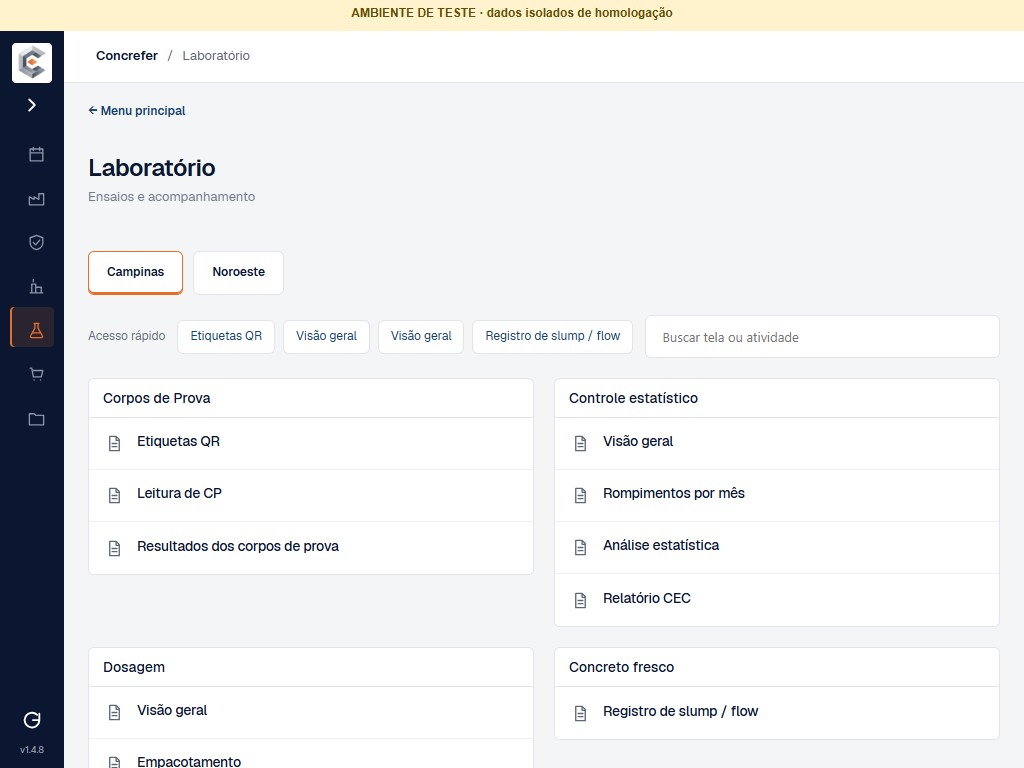 AMBIENTE DE TESTE · dados isolados de homologação
Concrefer / Laboratório
← Menu principal
Laboratório
Ensaios e acompanhamento
Campinas
Noroeste
Acesso rápido
Etiquetas QR
Visão geral
Visão geral
Registro de slump / flow
Buscar tela ou atividade
Corpos de Prova
Etiquetas QR
Leitura de CP
Resultados dos corpos de prova
Controle estatístico
Visão geral
Rompimentos por mês
Análise estatística
Relatório CEC
Dosagem
Visão geral
Empacotamento
Concreto fresco
Registro de slump / flow
v1.4.8